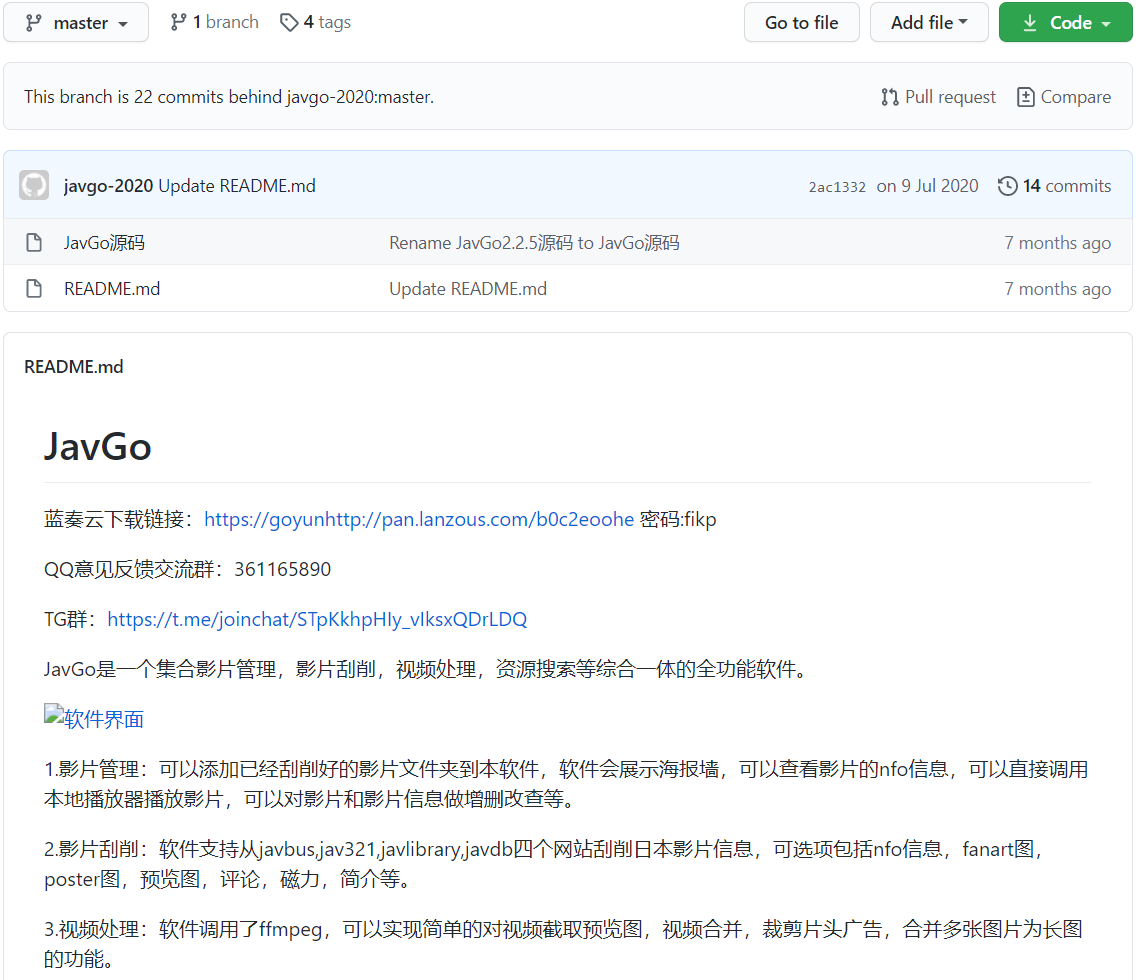 master 1 branch 4 tags Go to file Add file Code
This branch is 22 commits behind javgo-2020:master. Pull request Compare
javgo-2020 Update README.md 2ac1332 on 9 Jul 2020 14 commits
JavGo源码 Rename JavGo2.2.5源码 to JavGo源码 7 months ago
README.md Update README.md 7 months ago
README.md
JavGo
蓝奏云下载链接：https://goyunhttp://pan.lanzous.com/b0c2eoohe 密码:fikp
QQ意见反馈交流群：361165890
TG群：https://t.me/joinchat/STpKkhpHIy_vIksxQDrLDQ
JavGo是一个集合影片管理，影片刮削，视频处理，资源搜索等综合一体的全功能软件。
软件界面
1.影片管理：可以添加已经刮削好的影片文件夹到本软件，软件会展示海报墙，可以查看影片的nfo信息，可以直接调用
本地播放器播放影片，可以对影片和影片信息做增删改查等。
2.影片刮削：软件支持从javbus,jav321,javlibrary,javdb四个网站刮削日本影片信息，可选项包括nfo信息，fanart图，
poster图，预览图，评论，磁力，简介等。
3.视频处理：软件调用了ffmpeg，可以实现简单的对视频截取预览图，视频合并，裁剪片头广告，合并多张图片为长图
的功能。